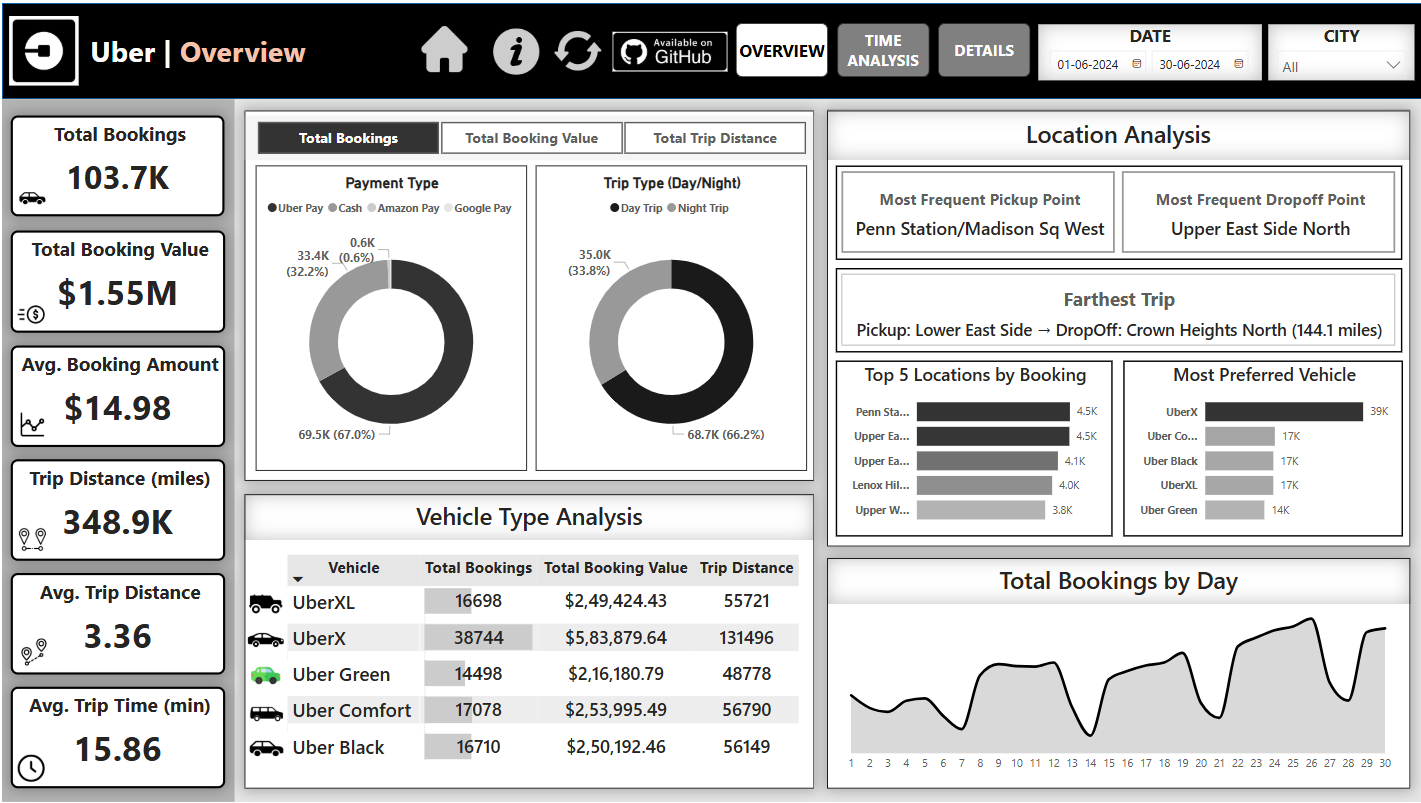 Uber | Overview
Available on
GitHub
OVERVIEW
TIME
ANALYSIS
DETAILS
DATE
01-06-2024
30-06-2024
CITY
All
Total Bookings
103.7K
Total Booking Value
$1.55M
Avg. Booking Amount
$14.98
Trip Distance (miles)
348.9K
Avg. Trip Distance
3.36
Avg. Trip Time (min)
15.86
Total Bookings
Total Booking Value
Total Trip Distance
Payment Type
Uber Pay Cash Amazon Pay Google Pay
0.6K
(0.6%)
33.4K
(32.2%)
69.5K (67.0%)
Trip Type (Day/Night)
Day Trip Night Trip
35.0K
(33.8%)
68.7K (66.2%)
Vehicle Type Analysis
Vehicle Total Bookings Total Booking Value Trip Distance
UberXL 16698 $2,49,424.43 55721
UberX 38744 $5,83,879.64 131496
Uber Green 14498 $2,16,180.79 48778
Uber Comfort 17078 $2,53,995.49 56790
Uber Black 16710 $2,50,192.46 56149
Location Analysis
Most Frequent Pickup Point
Penn Station/Madison Sq West
Most Frequent Dropoff Point
Upper East Side North
Farthest Trip
Pickup: Lower East Side → DropOff: Crown Heights North (144.1 miles)
Top 5 Locations by Booking
Penn Sta... 4.5K
Upper Ea... 4.5K
Upper Ea... 4.1K
Lenox Hil... 4.0K
Upper W... 3.8K
Most Preferred Vehicle
UberX 39K
Uber Co... 17K
Uber Black 17K
UberXL 17K
Uber Green 14K
Total Bookings by Day
1 2 3 4 5 6 7 8 9 10 11 12 13 14 15 16 17 18 19 20 21 22 23 24 25 26 27 28 29 30